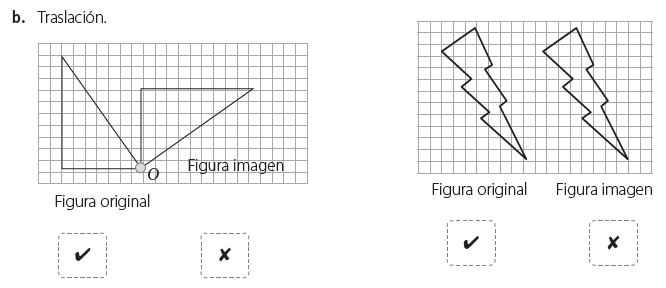 b. Traslación.
O
Figura imagen
Figura original
✔ ✘
Figura original Figura imagen
✔ ✘